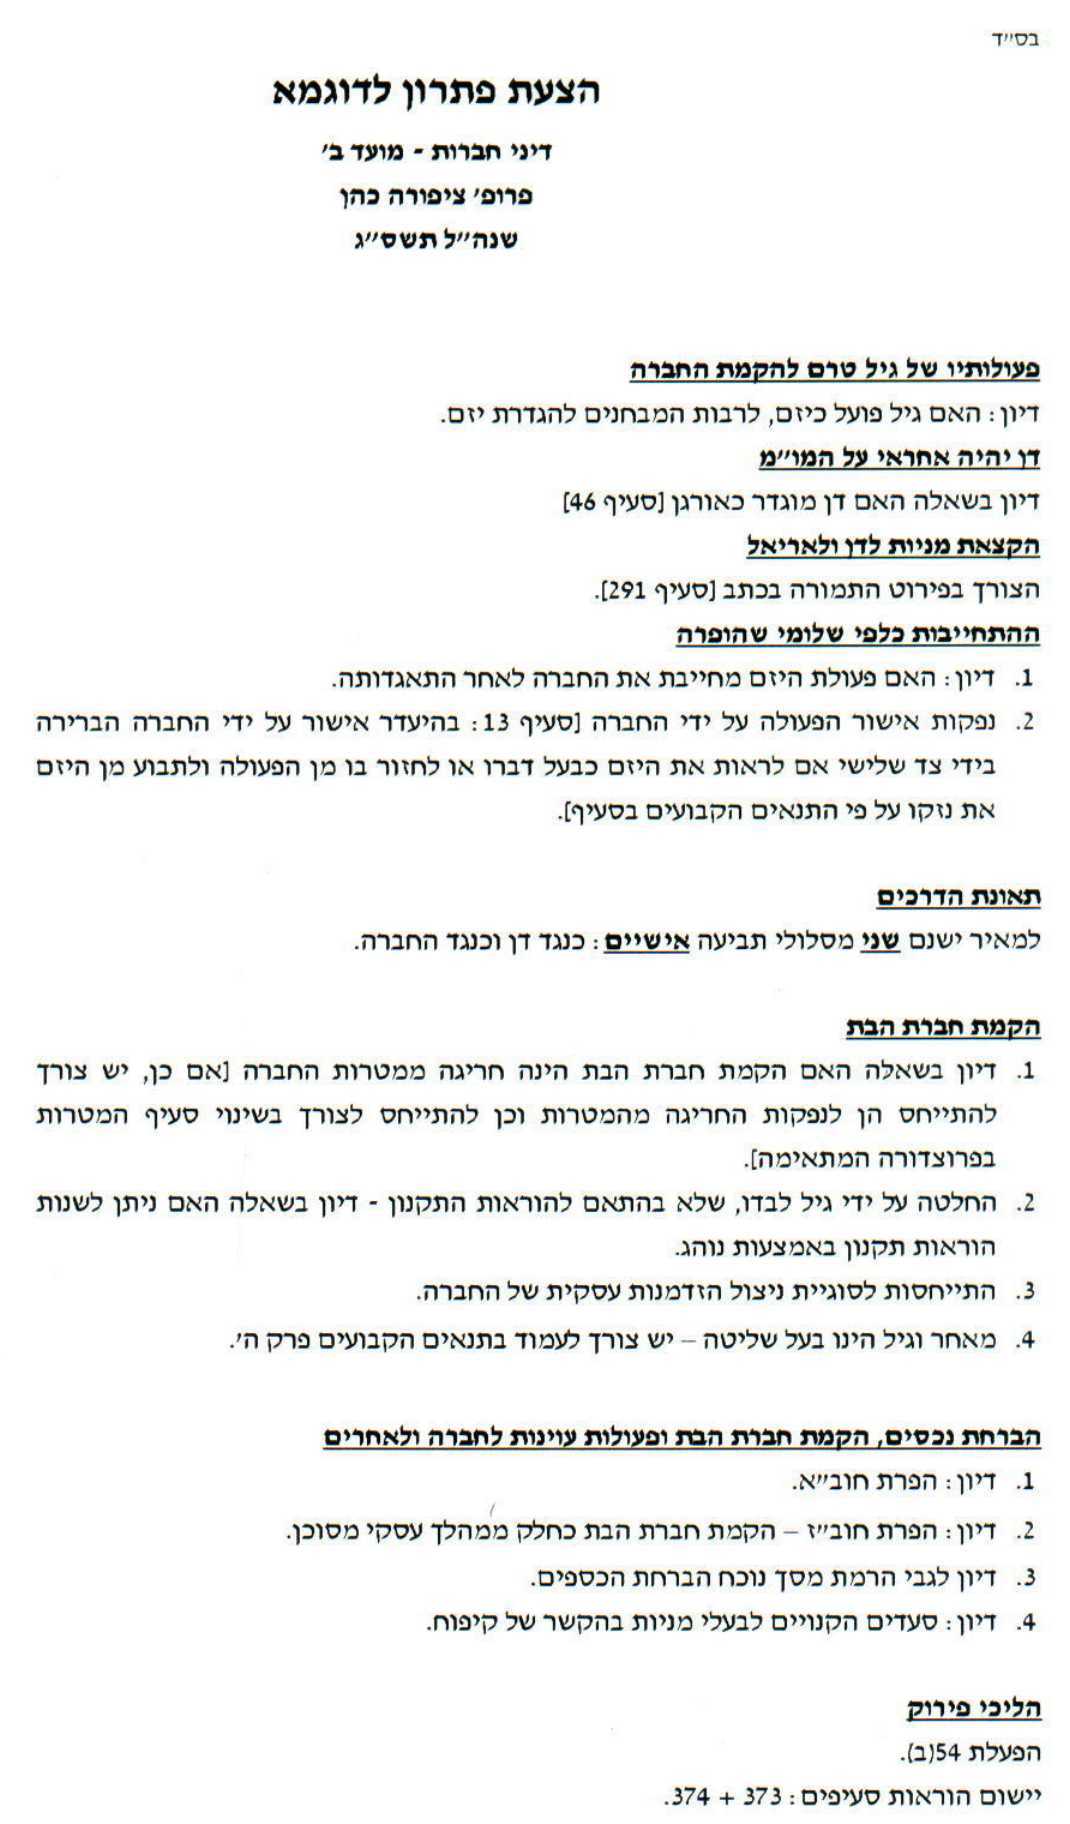 בס״ד
הצעת פתרון לדוגמא
דיני חברות - מועד ב׳
פרופ׳ ציפורה כהן
שנה״ל תשס״ג
פעולותיו של גיל טרם להקמת החברה
דיון: האם גיל פועל כיזם, לרבות המבחנים להגדרת יזם.
דן יהיה אחראי על המו״מ
דיון בשאלה האם דן מוגדר כאורגן [סעיף 46]
הקצאת מניות לדן ולאריאל
הצורך בפירוט התמורה בכתב [סעיף 291].
ההתחייבות כלפי שלומי שהופרה
1. דיון: האם פעולת היזם מחייבת את החברה לאחר התאגדותה.
2. נפקות אישור הפעולה על ידי החברה [סעיף 13: בהיעדר אישור על ידי החברה הברירה
בידי צד שלישי אם לראות את היזם כבעל דברו או לחזור בו מן הפעולה ולתבוע מן היזם
את נזקו על פי התנאים הקבועים בסעיף].
תאונת הדרכים
למאיר ישנם שני מסלולי תביעה אישיים: כנגד דן וכנגד החברה.
הקמת חברת הבת
1. דיון בשאלה האם הקמת חברת הבת הינה חריגה ממטרות החברה [אם כן, יש צורך
להתייחס הן לנפקות החריגה מהמטרות וכן להתייחס לצורך בשינוי סעיף המטרות
בפרוצדורה המתאימה].
2. החלטה על ידי גיל לבדו, שלא בהתאם להוראות התקנון - דיון בשאלה האם ניתן לשנות
הוראות תקנון באמצעות נוהג.
3. התייחסות לסוגיית ניצול הזדמנות עסקית של החברה.
4. מאחר וגיל הינו בעל שליטה – יש צורך לעמוד בתנאים הקבועים פרק ה׳.
הברחת נכסים, הקמת חברת הבת ופעולות עוינות לחברה ולאחרים
1. דיון: הפרת חוב״א.
2. דיון: הפרת חוב״ז – הקמת חברת הבת כחלק ממהלך עסקי מסוכן.
3. דיון לגבי הרמת מסך נוכח הברחת הכספים.
4. דיון: סעדים הקנויים לבעלי מניות בהקשר של קיפוח.
הליכי פירוק
הפעלת 54(ב).
יישום הוראות סעיפים: 373 + 374.